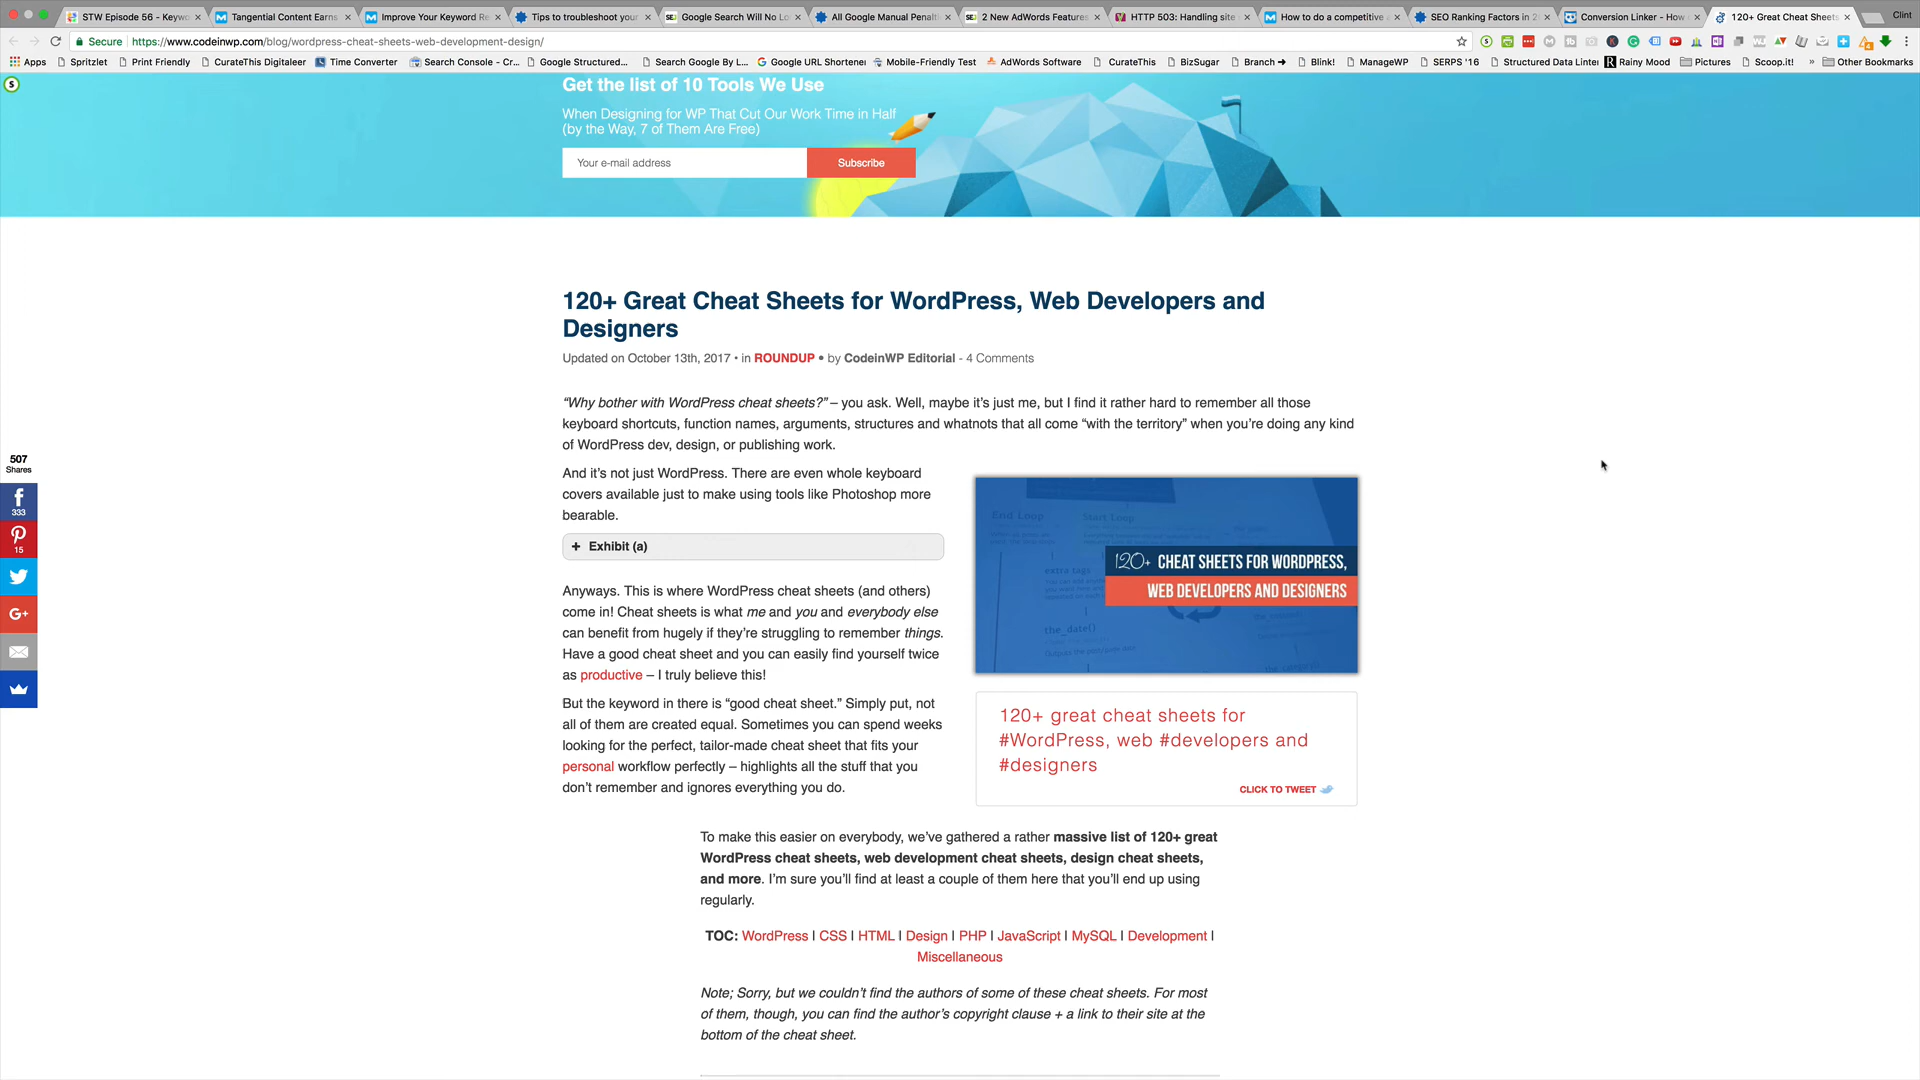 STW Episode 56 - Keyw
Tangential Content Earns
Improve Your Keyword Re
Tips to troubleshoot your
Google Search Will No Lo
All Google Manual Penalt
2 New AdWords Features
HTTP 503: Handling site
How to do a competitive
SEO Ranking Factors in 2
Conversion Linker - How
120+ Great Cheat Sheets
Clint
Secure
https://www.codeinwp.com/blog/wordpress-cheat-sheets-web-development-design/
Apps
Spritzlet
Print Friendly
CurateThis Digitaleer
Time Converter
Search Console - Cr...
Google Structured...
Search Google By L...
Google URL Shortener
Mobile-Friendly Test
AdWords Software
CurateThis
BizSugar
Branch ➔
Blink!
ManageWP
SERPS '16
Structured Data Linter
Rainy Mood
Pictures
Scoop.it!
»
Other Bookmarks
Get the list of 10 Tools We Use
When Designing for WP That Cut Our Work Time in Half
(by the Way, 7 of Them Are Free)
Your e-mail address
Subscribe
120+ Great Cheat Sheets for WordPress, Web Developers and
Designers
Updated on October 13th, 2017 • in ROUNDUP • by CodeinWP Editorial - 4 Comments
“Why bother with WordPress cheat sheets?” – you ask. Well, maybe it’s just me, but I find it rather hard to remember all those
keyboard shortcuts, function names, arguments, structures and whatnots that all come “with the territory” when you’re doing any kind
of WordPress dev, design, or publishing work.
And it’s not just WordPress. There are even whole keyboard
covers available just to make using tools like Photoshop more
bearable.
+ Exhibit (a)
Anyways. This is where WordPress cheat sheets (and others)
come in! Cheat sheets is what me and you and everybody else
can benefit from hugely if they’re struggling to remember things.
Have a good cheat sheet and you can easily find yourself twice
as productive – I truly believe this!
But the keyword in there is “good cheat sheet.” Simply put, not
all of them are created equal. Sometimes you can spend weeks
looking for the perfect, tailor-made cheat sheet that fits your
personal workflow perfectly – highlights all the stuff that you
don’t remember and ignores everything you do.
End Loop
Start loop
extra tags
120+ CHEAT SHEETS FOR WORDPRESS,
WEB DEVELOPERS AND DESIGNERS
the_date()
120+ great cheat sheets for
#WordPress, web #developers and
#designers
CLICK TO TWEET
507
Shares
333
15
G+
To make this easier on everybody, we’ve gathered a rather massive list of 120+ great
WordPress cheat sheets, web development cheat sheets, design cheat sheets,
and more. I’m sure you’ll find at least a couple of them here that you’ll end up using
regularly.
TOC: WordPress | CSS | HTML | Design | PHP | JavaScript | MySQL | Development |
Miscellaneous
Note; Sorry, but we couldn’t find the authors of some of these cheat sheets. For most
of them, though, you can find the author’s copyright clause + a link to their site at the
bottom of the cheat sheet.